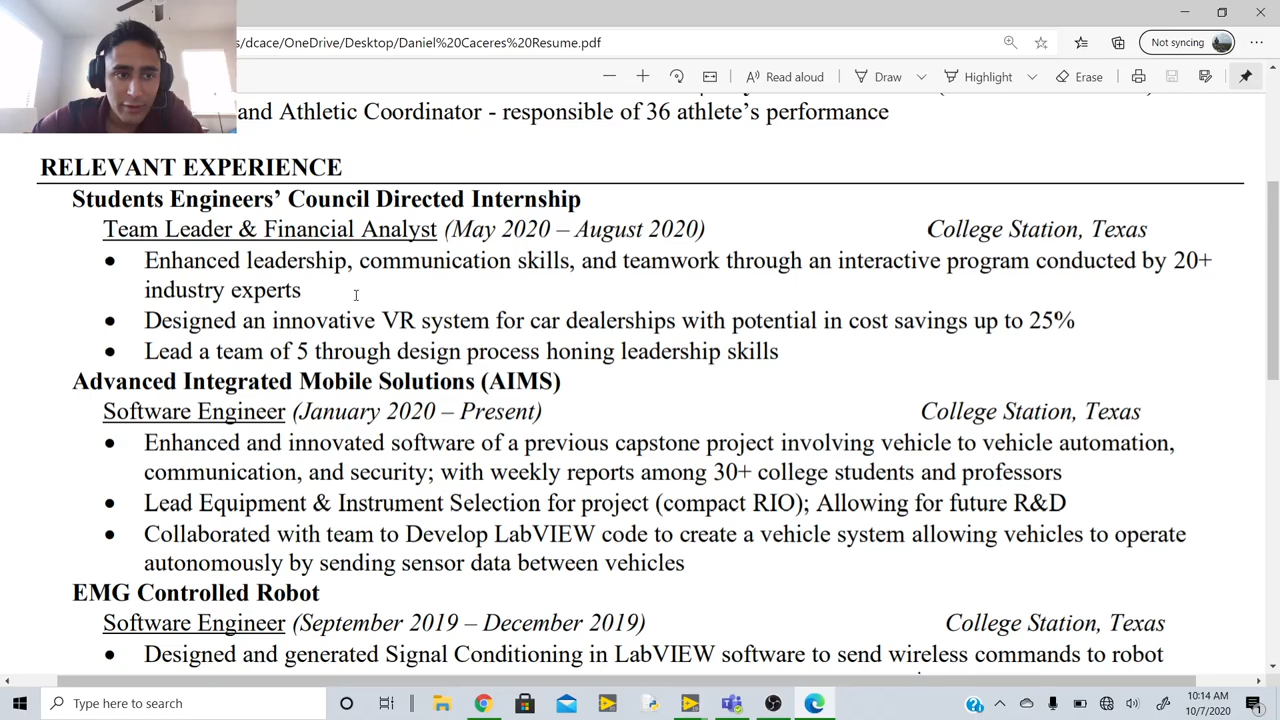 s/dcace/OneDrive/Desktop/Daniel%20Caceres%20Resume.pdf
Not syncing
Read aloud
Draw
Highlight
Erase
and Athletic Coordinator - responsible of 36 athlete’s performance
RELEVANT EXPERIENCE
Students Engineers’ Council Directed Internship
Team Leader & Financial Analyst (May 2020 – August 2020) College Station, Texas
• Enhanced leadership, communication skills, and teamwork through an interactive program conducted by 20+
industry experts
• Designed an innovative VR system for car dealerships with potential in cost savings up to 25%
• Lead a team of 5 through design process honing leadership skills
Advanced Integrated Mobile Solutions (AIMS)
Software Engineer (January 2020 – Present) College Station, Texas
• Enhanced and innovated software of a previous capstone project involving vehicle to vehicle automation,
communication, and security; with weekly reports among 30+ college students and professors
• Lead Equipment & Instrument Selection for project (compact RIO); Allowing for future R&D
• Collaborated with team to Develop LabVIEW code to create a vehicle system allowing vehicles to operate
autonomously by sending sensor data between vehicles
EMG Controlled Robot
Software Engineer (September 2019 – December 2019) College Station, Texas
• Designed and generated Signal Conditioning in LabVIEW software to send wireless commands to robot
Type here to search
10:14 AM
10/7/2020